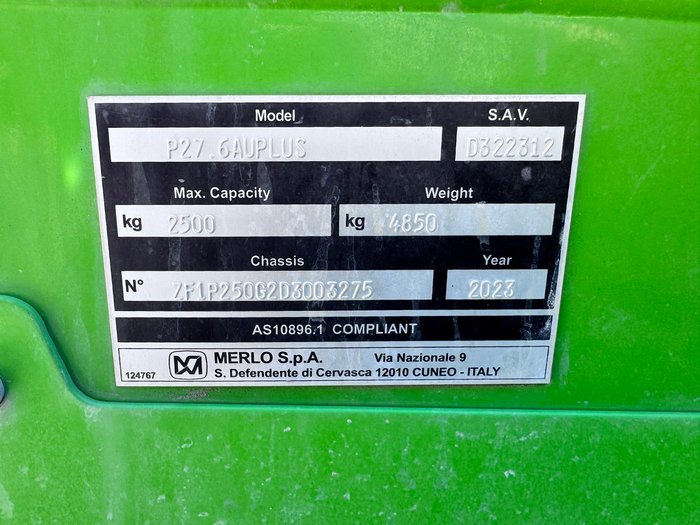 Model S.A.V.
P27.6AUPLUS D322312
Max. Capacity Weight
kg 2500 kg 4850
Chassis Year
N° ZF1P250G2D3003275 2023
AS10896.1 COMPLIANT
124767 MERLO S.p.A. Via Nazionale 9
S. Defendente di Cervasca 12010 CUNEO - ITALY